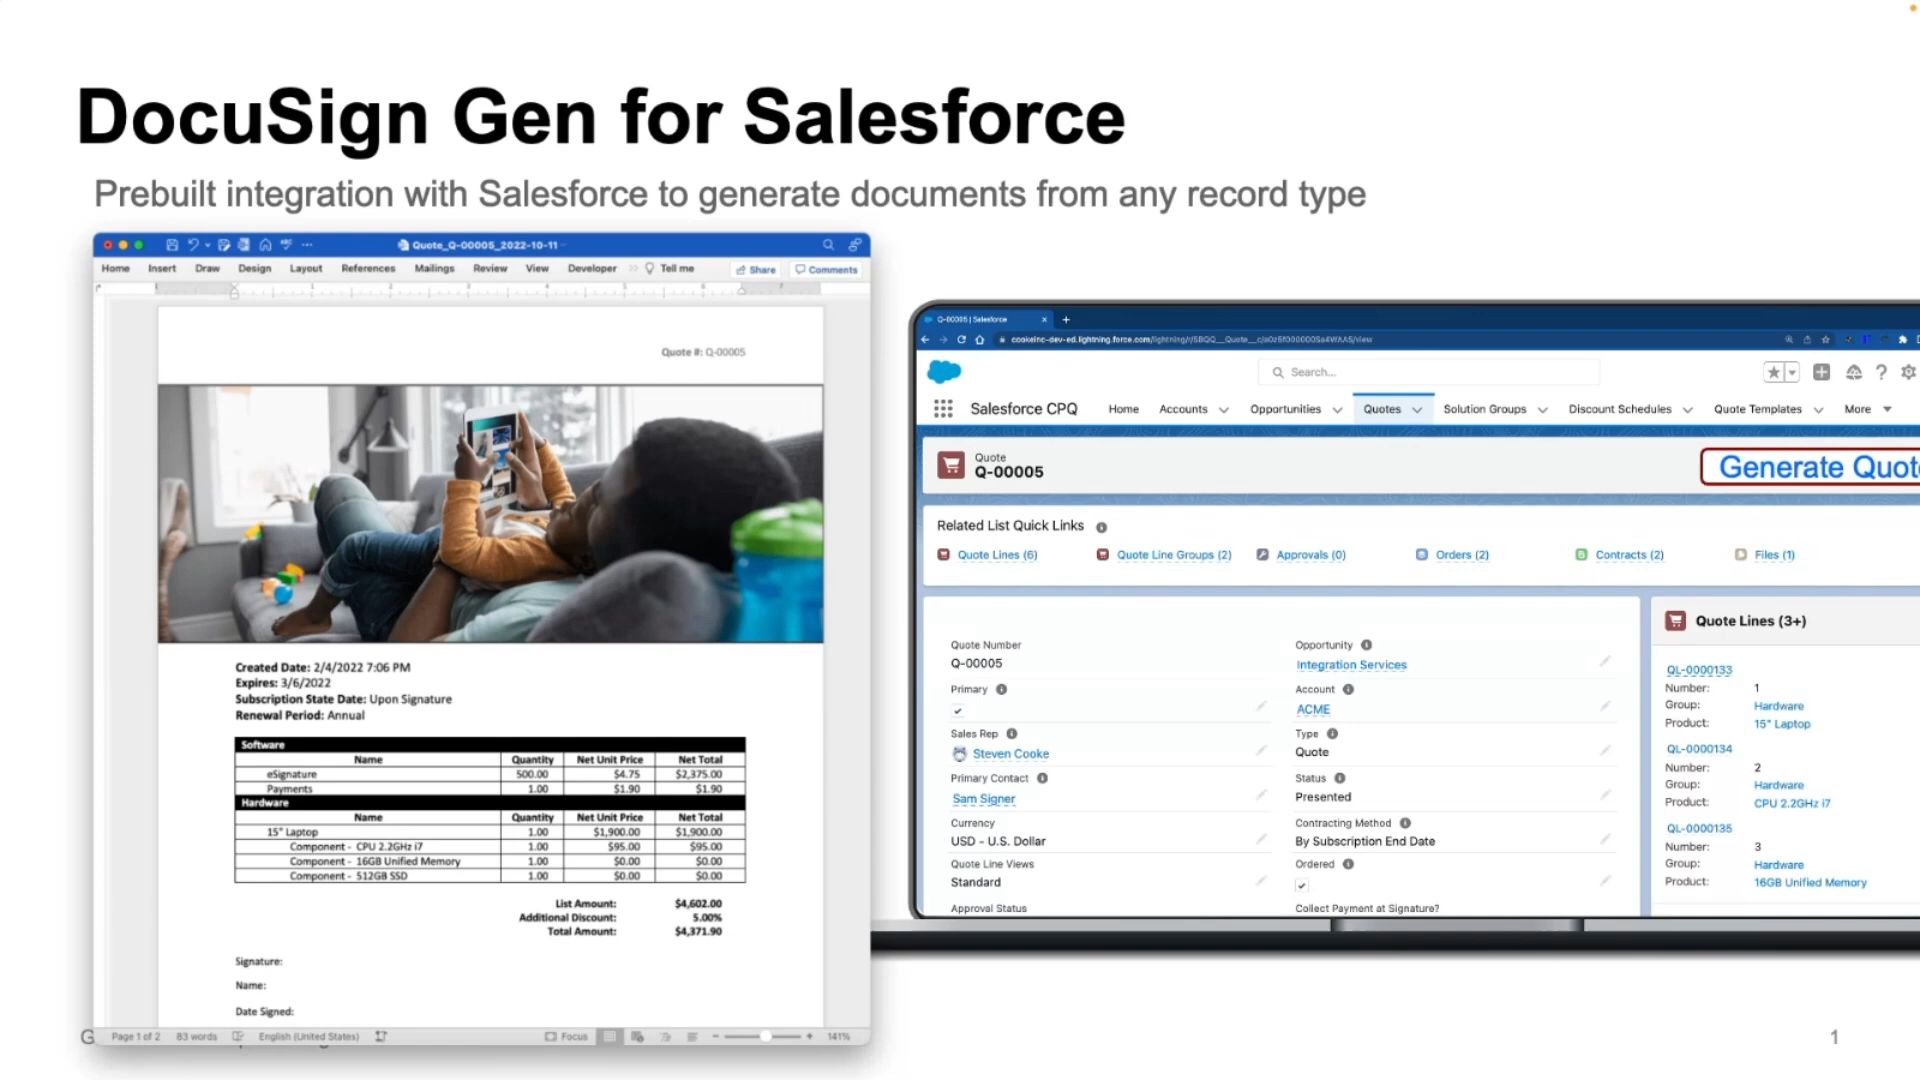 DocuSign Gen for Salesforce
Prebuilt integration with Salesforce to generate documents from any record type
Quote_Q-00005_2022-10-11
Home Insert Draw Design Layout References Mailings Review View Developer Tell me Share Comments
Quote #: Q-00005
Created Date: 2/4/2022 7:06 PM
Expires: 3/6/2022
Subscription State Date: Upon Signature
Renewal Period: Annual
Software
Name Quantity Net Unit Price Net Total
eSignature 500.00 $4.75 $2,375.00
Payments 1.00 $1.90 $1.90
Hardware
Name Quantity Net Unit Price Net Total
15" Laptop 1.00 $1,900.00 $1,900.00
Component - CPU 2.2GHz i7 1.00 $95.00 $95.00
Component - 16GB Unified Memory 1.00 $0.00 $0.00
Component - 512GB SSD 1.00 $0.00 $0.00
List Amount: $4,602.00
Additional Discount: 5.00%
Total Amount: $4,371.90
Signature:
Name:
Date Signed:
G Page 1 of 2 83 words English (United States) Focus 141%
Q-00005 | Salesforce
Search...
Salesforce CPQ Home Accounts Opportunities Quotes Solution Groups Discount Schedules Quote Templates More
Quote
Q-00005
Generate Quot
Related List Quick Links
Quote Lines (6) Quote Line Groups (2) Approvals (0) Orders (2) Contracts (2) Files (1)
Quote Number
Q-00005
Primary
Sales Rep
Steven Cooke
Primary Contact
Sam Signer
Currency
USD - U.S. Dollar
Quote Line Views
Standard
Approval Status
Opportunity
Integration Services
Account
ACME
Type
Quote
Status
Presented
Contracting Method
By Subscription End Date
Ordered
Collect Payment at Signature?
Quote Lines (3+)
QL-0000133
Number: 1
Group: Hardware
Product: 15" Laptop
QL-0000134
Number: 2
Group: Hardware
Product: CPU 2.2GHz i7
QL-0000135
Number: 3
Group: Hardware
Product: 16GB Unified Memory
1